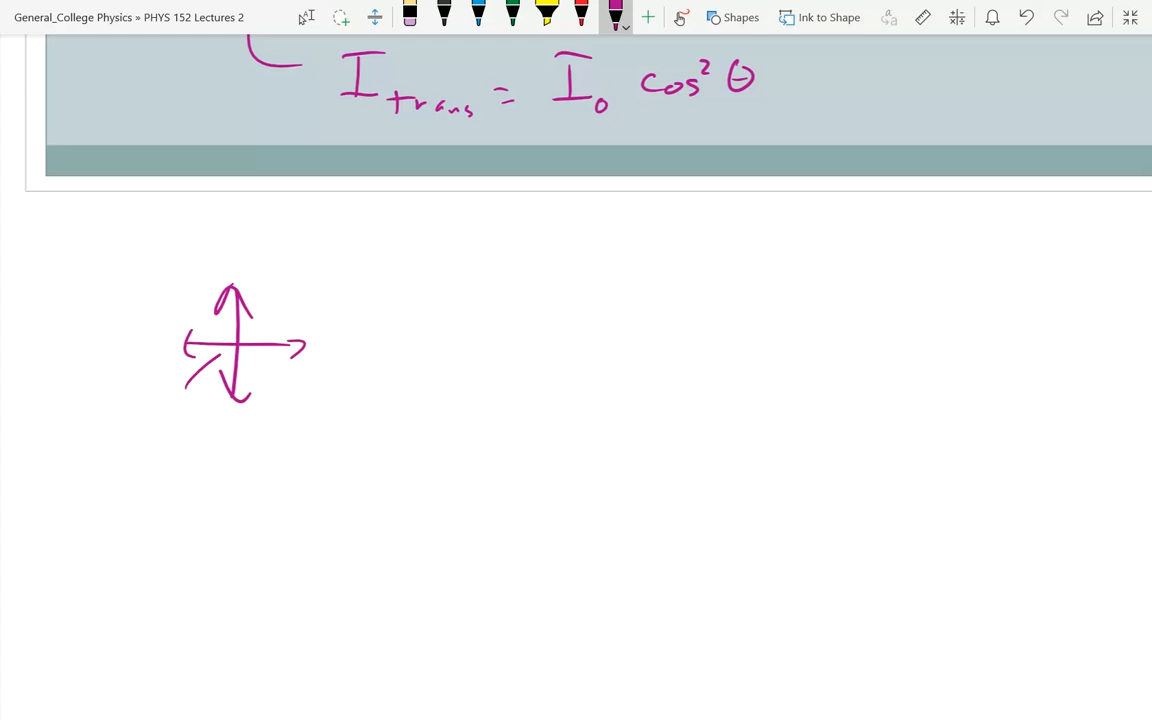 General_College Physics » PHYS 152 Lectures 2
Shapes
Ink to Shape
I_trans = I_0 cos² θ